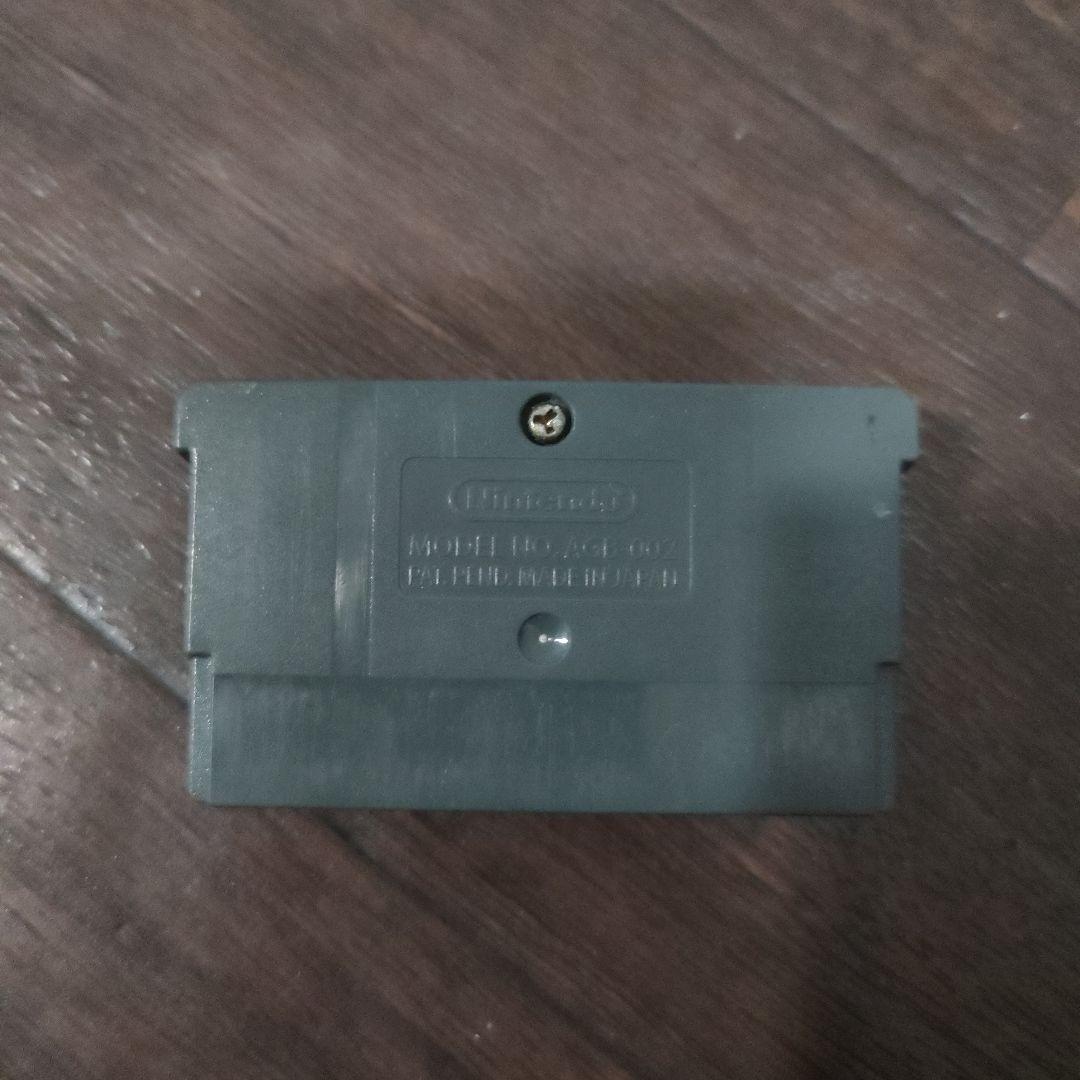 Nintendo
MODEL NO. AGB-002
PAT. PEND. MADE IN JAPAN